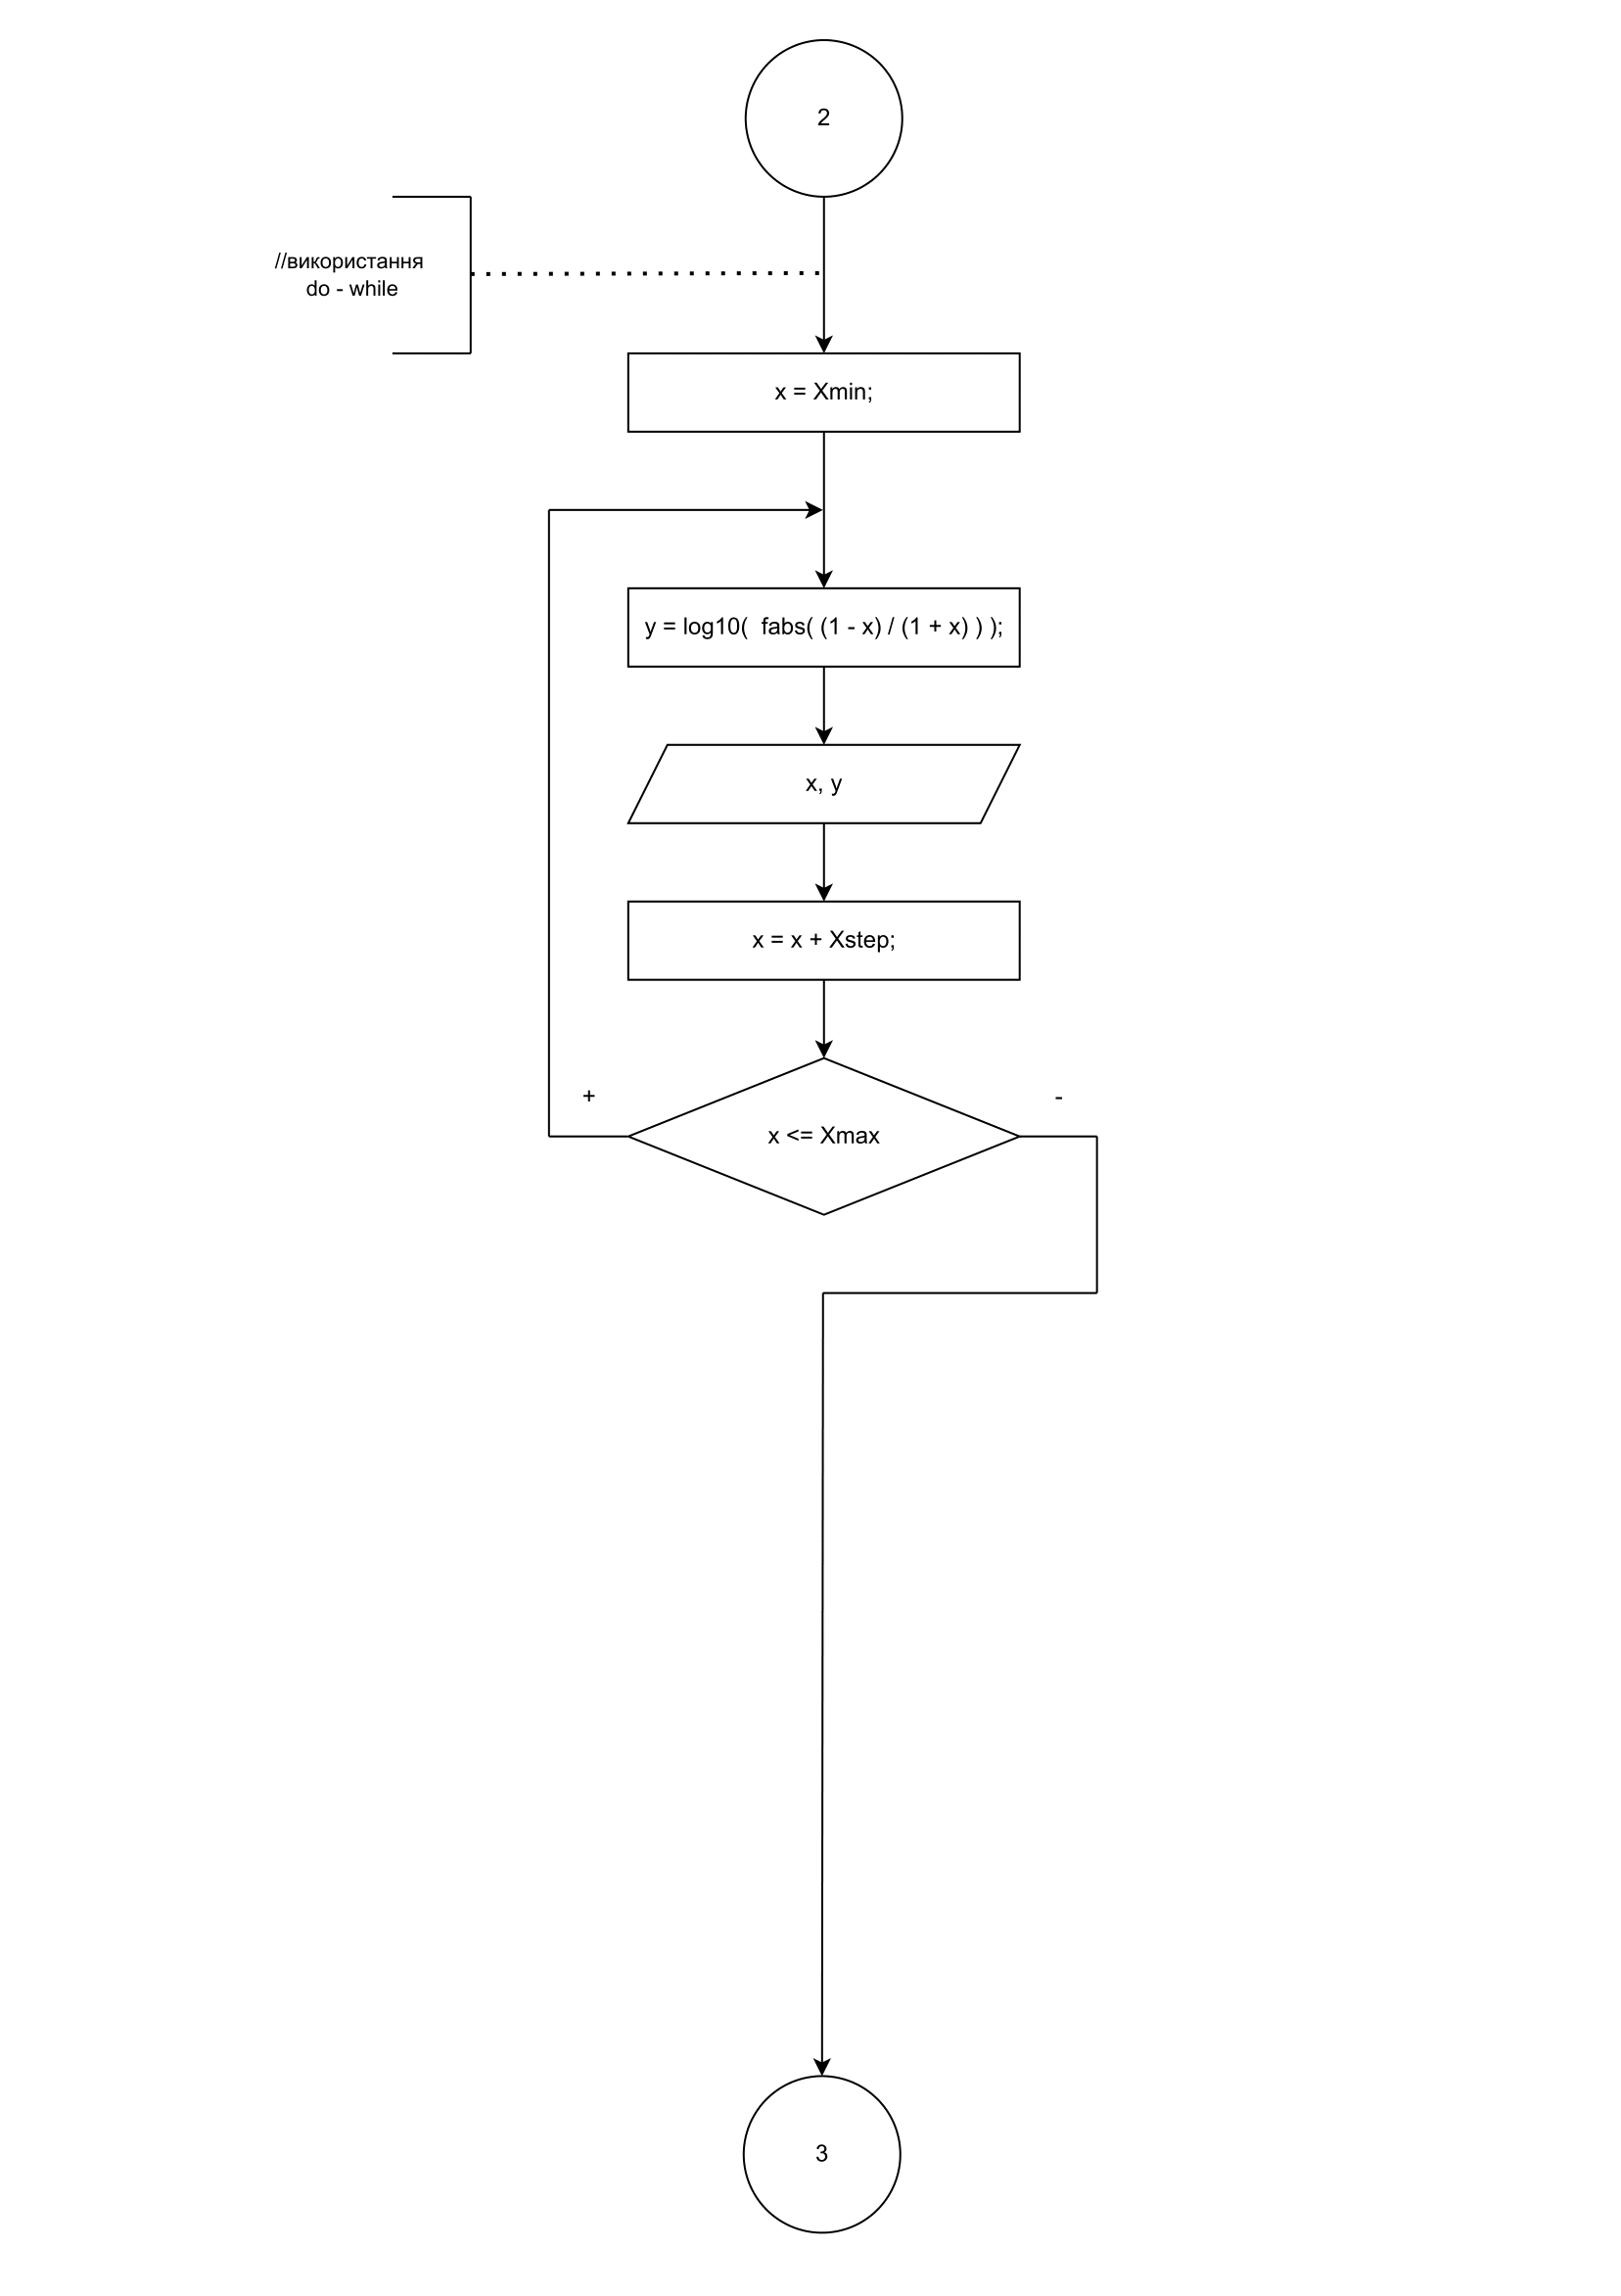 2
//використання
do - while
x = Xmin;
y = log10(  fabs( (1 - x) / (1 + x) ) );
x, y
x = x + Xstep;
+
-
x <= Xmax
3